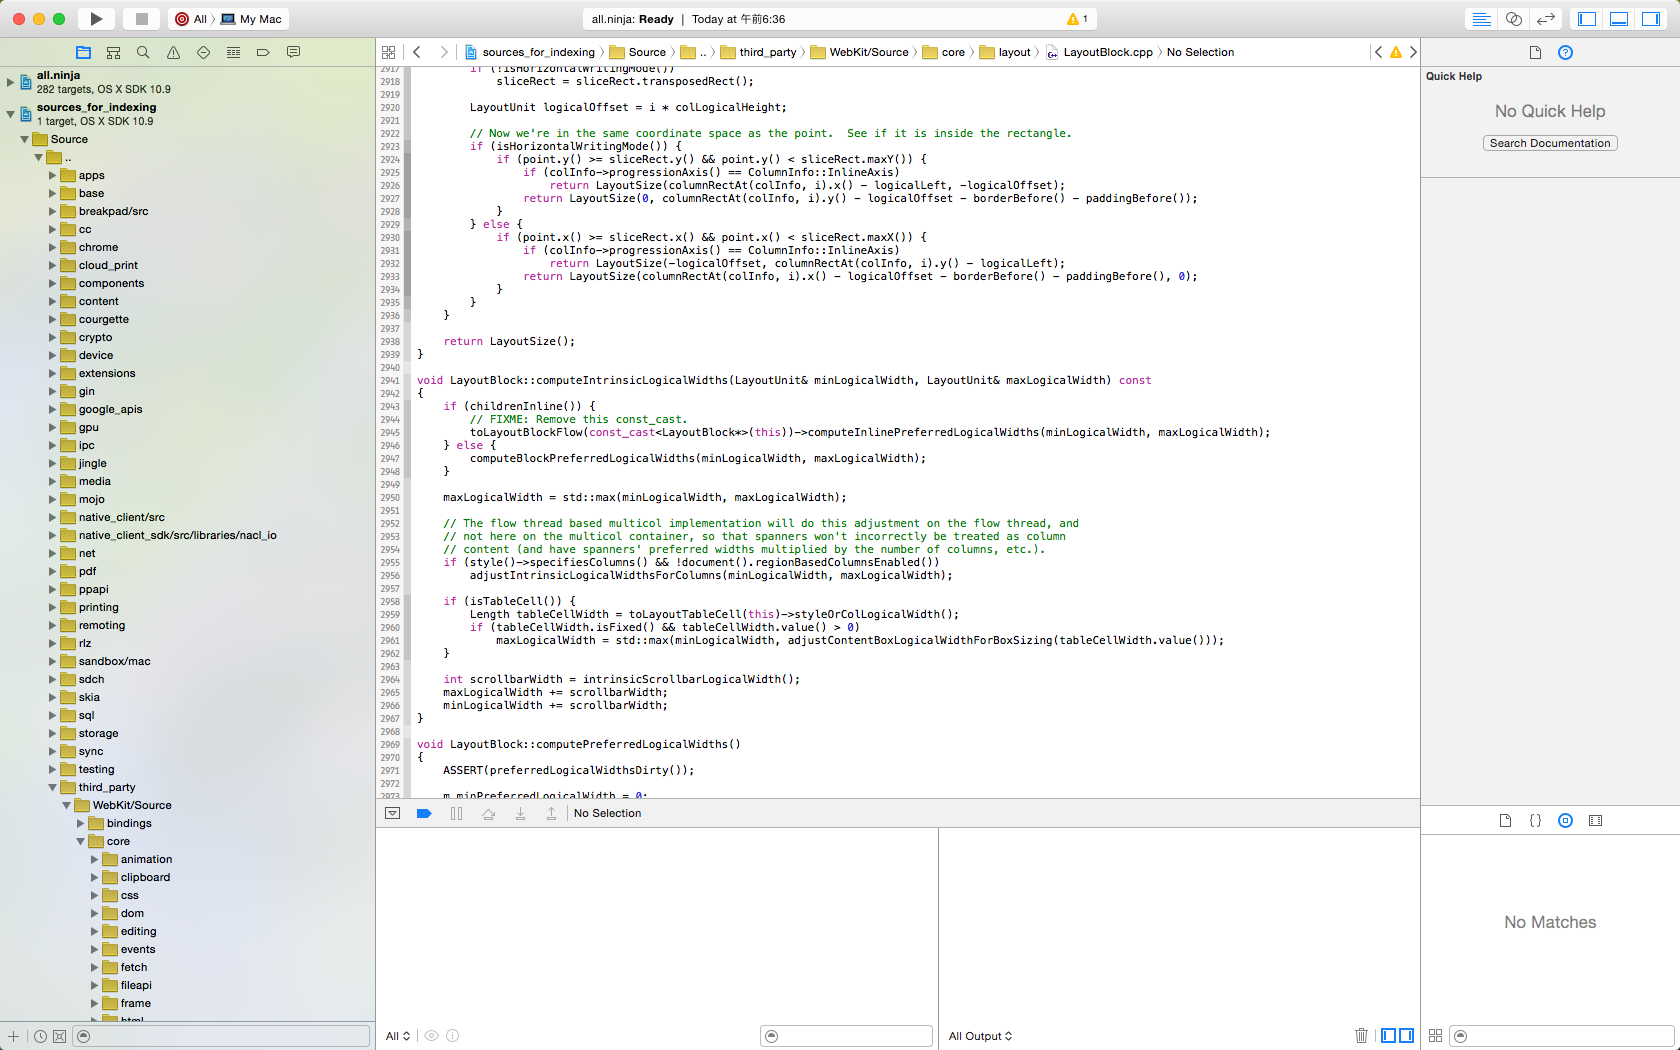 All 〉 My Mac
all.ninja: Ready | Today at 午前6:36
1
sources_for_indexing 〉 Source 〉 .. 〉 third_party 〉 WebKit/Source 〉 core 〉 layout 〉 LayoutBlock.cpp 〉 No Selection
all.ninja
282 targets, OS X SDK 10.9
sources_for_indexing
1 target, OS X SDK 10.9
Source
..
apps
base
breakpad/src
cc
chrome
cloud_print
components
content
courgette
crypto
device
extensions
gin
google_apis
gpu
ipc
jingle
media
mojo
native_client/src
native_client_sdk/src/libraries/nacl_io
net
pdf
ppapi
printing
remoting
rlz
sandbox/mac
sdch
skia
sql
storage
sync
testing
third_party
WebKit/Source
bindings
core
animation
clipboard
css
dom
editing
events
fetch
fileapi
frame
html
2917 if (!isHorizontalWritingMode())
2918 sliceRect = sliceRect.transposedRect();
2919
2920 LayoutUnit logicalOffset = i * colLogicalHeight;
2921
2922 // Now we're in the same coordinate space as the point.  See if it is inside the rectangle.
2923 if (isHorizontalWritingMode()) {
2924 if (point.y() >= sliceRect.y() && point.y() < sliceRect.maxY()) {
2925 if (colInfo->progressionAxis() == ColumnInfo::InlineAxis)
2926 return LayoutSize(columnRectAt(colInfo, i).x() - logicalLeft, -logicalOffset);
2927 return LayoutSize(0, columnRectAt(colInfo, i).y() - logicalOffset - borderBefore() - paddingBefore());
2928 }
2929 } else {
2930 if (point.x() >= sliceRect.x() && point.x() < sliceRect.maxX()) {
2931 if (colInfo->progressionAxis() == ColumnInfo::InlineAxis)
2932 return LayoutSize(-logicalOffset, columnRectAt(colInfo, i).y() - logicalLeft);
2933 return LayoutSize(columnRectAt(colInfo, i).x() - logicalOffset - borderBefore() - paddingBefore(), 0);
2934 }
2935 }
2936 }
2937
2938 return LayoutSize();
2939 }
2940
2941 void LayoutBlock::computeIntrinsicLogicalWidths(LayoutUnit& minLogicalWidth, LayoutUnit& maxLogicalWidth) const
2942 {
2943 if (childrenInline()) {
2944 // FIXME: Remove this const_cast.
2945 toLayoutBlockFlow(const_cast<LayoutBlock*>(this))->computeInlinePreferredLogicalWidths(minLogicalWidth, maxLogicalWidth);
2946 } else {
2947 computeBlockPreferredLogicalWidths(minLogicalWidth, maxLogicalWidth);
2948 }
2949
2950 maxLogicalWidth = std::max(minLogicalWidth, maxLogicalWidth);
2951
2952 // The flow thread based multicol implementation will do this adjustment on the flow thread, and
2953 // not here on the multicol container, so that spanners won't incorrectly be treated as column
2954 // content (and have spanners' preferred widths multiplied by the number of columns, etc.).
2955 if (style()->specifiesColumns() && !document().regionBasedColumnsEnabled())
2956 adjustIntrinsicLogicalWidthsForColumns(minLogicalWidth, maxLogicalWidth);
2957
2958 if (isTableCell()) {
2959 Length tableCellWidth = toLayoutTableCell(this)->styleOrColLogicalWidth();
2960 if (tableCellWidth.isFixed() && tableCellWidth.value() > 0)
2961 maxLogicalWidth = std::max(minLogicalWidth, adjustContentBoxLogicalWidthForBoxSizing(tableCellWidth.value()));
2962 }
2963
2964 int scrollbarWidth = intrinsicScrollbarLogicalWidth();
2965 maxLogicalWidth += scrollbarWidth;
2966 minLogicalWidth += scrollbarWidth;
2967 }
2968
2969 void LayoutBlock::computePreferredLogicalWidths()
2970 {
2971 ASSERT(preferredLogicalWidthsDirty());
2972
2973 m_minPreferredLogicalWidth = 0;
No Selection
All
All Output
Quick Help
No Quick Help
Search Documentation
{ }
No Matches